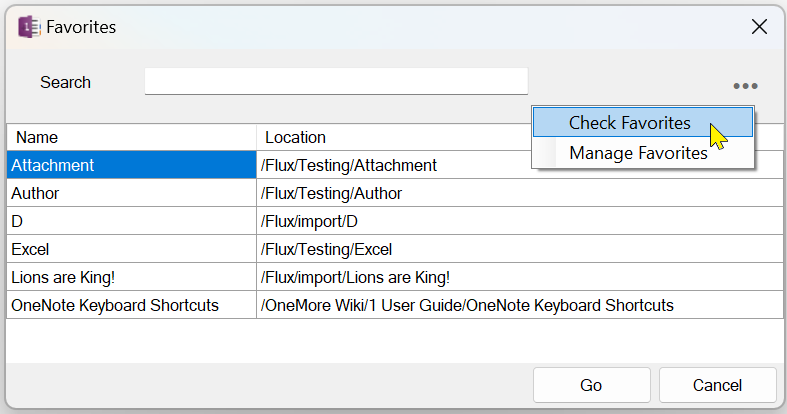 Favorites
Search
•••
Check Favorites
Manage Favorites
Name Location
Attachment /Flux/Testing/Attachment
Author /Flux/Testing/Author
D /Flux/import/D
Excel /Flux/Testing/Excel
Lions are King! /Flux/import/Lions are King!
OneNote Keyboard Shortcuts /OneMore Wiki/1 User Guide/OneNote Keyboard Shortcuts
Go Cancel